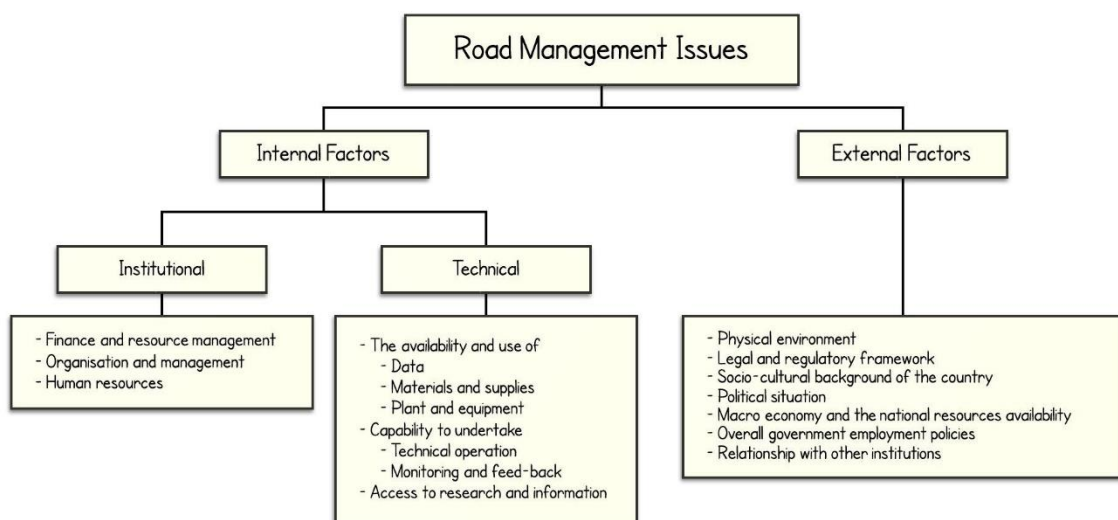 Road Management Issues
Internal Factors
External Factors
Institutional
Technical
- Finance and resource management
- Organisation and management
- Human resources
- The availability and use of
- Data
- Materials and supplies
- Plant and equipment
- Capability to undertake
- Technical operation
- Monitoring and feed-back
- Access to research and information
- Physical environment
- Legal and regulatory framework
- Socio-cultural background of the country
- Political situation
- Macro economy and the national resources availability
- Overall government employment policies
- Relationship with other institutions